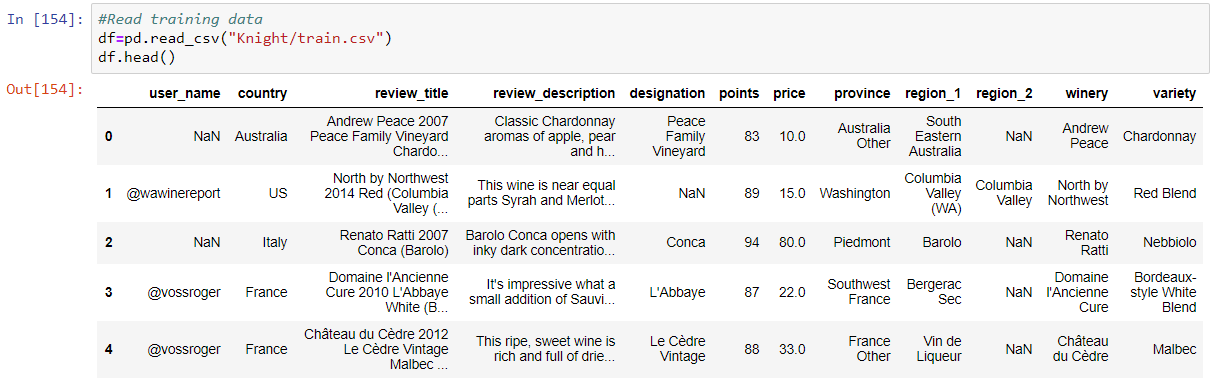 In [154]: #Read training data
df=pd.read_csv("Knight/train.csv")
df.head()
Out[154]:
user_name country review_title review_description designation points price province region_1 region_2 winery variety
Andrew Peace 2007 Classic Chardonnay Peace South
0 NaN Australia Peace Family Vineyard aromas of apple, pear Family 83 10.0 Australia Eastern NaN Andrew Chardonnay
Chardo... and h... Vineyard Other Australia Peace
North by Northwest Columbia
1 @wawinereport US 2014 Red (Columbia This wine is near equal NaN 89 15.0 Washington Valley Columbia North by Red Blend
Valley (... parts Syrah and Merlot... (WA) Valley Northwest
2 NaN Italy Renato Ratti 2007 Barolo Conca opens with Conca 94 80.0 Piedmont Barolo NaN Renato Nebbiolo
Conca (Barolo) inky dark concentratio... Ratti
Domaine l'Ancienne Domaine Bordeaux-
3 @vossroger France Cure 2010 L'Abbaye It's impressive what a L'Abbaye 87 22.0 Southwest Bergerac NaN l'Ancienne style White
White (B... small addition of Sauvi... France Sec Cure Blend
Château du Cèdre 2012
4 @vossroger France Le Cèdre Vintage This ripe, sweet wine is Le Cèdre 88 33.0 France Vin de NaN Château Malbec
Malbec ... rich and full of drie... Vintage Other Liqueur du Cèdre